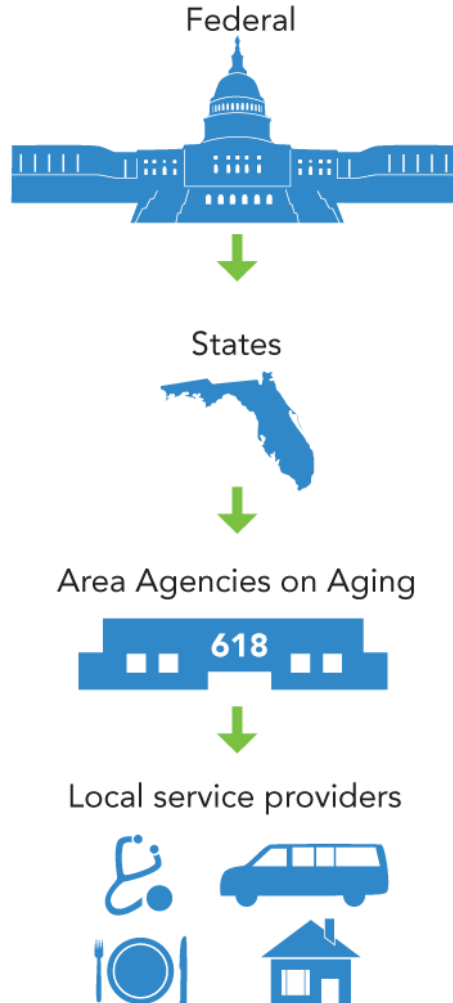 Federal
States
Area Agencies on Aging
618
Local service providers